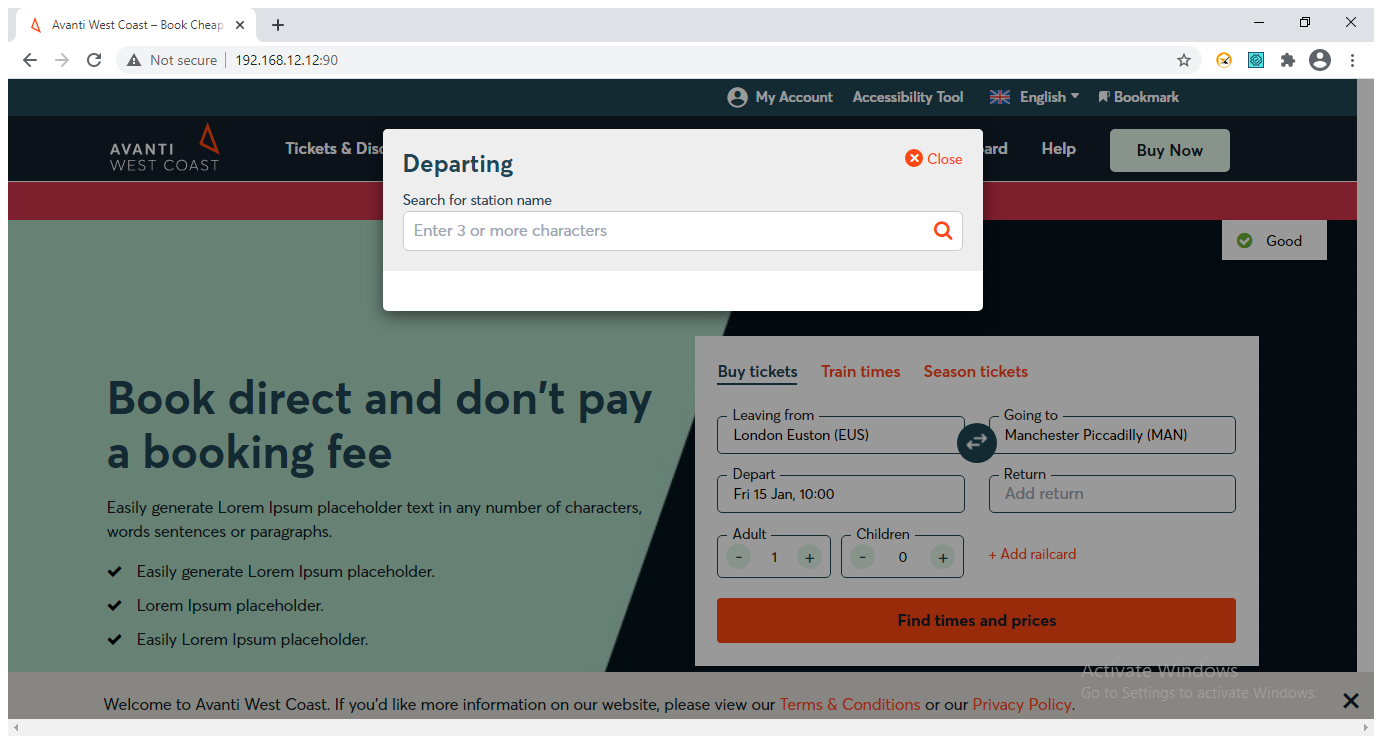 Avanti West Coast – Book Cheap
Not secure
192.168.12.12:90
My Account
Accessibility Tool
English
Bookmark
AVANTI
WEST COAST
Tickets & Disc
ard
Help
Buy Now
Departing
Close
Search for station name
Enter 3 or more characters
Good
Book direct and don't pay
a booking fee
Easily generate Lorem Ipsum placeholder text in any number of characters,
words sentences or paragraphs.
Easily generate Lorem Ipsum placeholder.
Lorem Ipsum placeholder.
Easily Lorem Ipsum placeholder.
Buy tickets
Train times
Season tickets
Leaving from
London Euston (EUS)
Going to
Manchester Piccadilly (MAN)
Depart
Fri 15 Jan, 10:00
Return
Add return
Adult
- 1 +
Children
- 0 +
+ Add railcard
Find times and prices
Activate Windows
Go to Settings to activate Windows.
Welcome to Avanti West Coast. If you'd like more information on our website, please view our Terms & Conditions or our Privacy Policy.